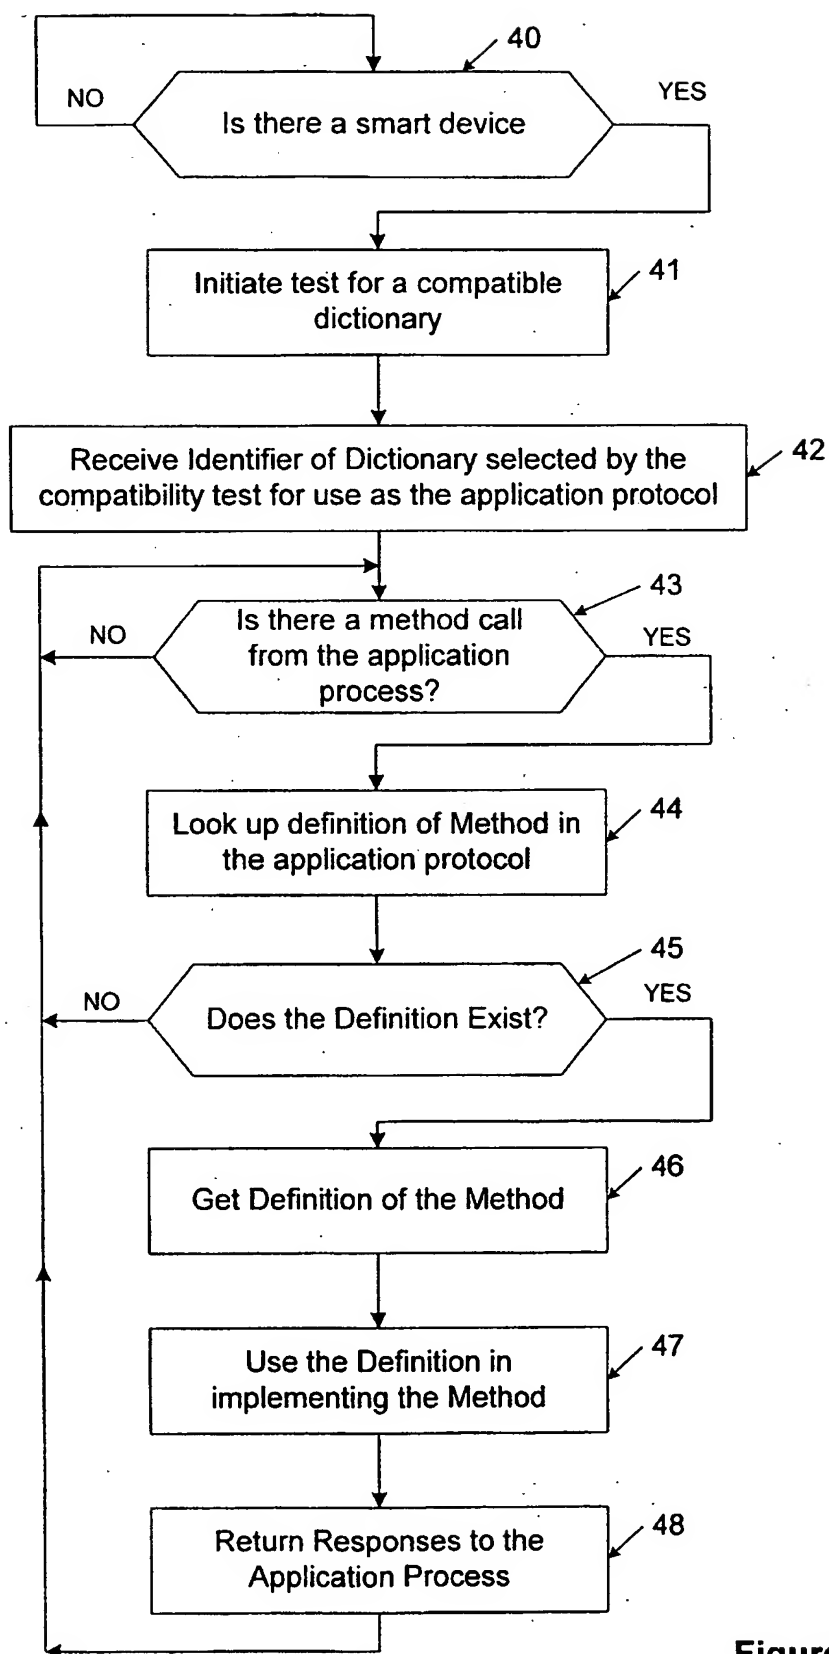 40
NO
YES
Is there a smart device
41
Initiate test for a compatible
dictionary
42
Receive Identifier of Dictionary selected by the
compatibility test for use as the application protocol
43
NO
YES
Is there a method call
from the application
process?
44
Look up definition of Method in
the application protocol
45
NO
YES
Does the Definition Exist?
46
Get Definition of the Method
47
Use the Definition in
implementing the Method
48
Return Responses to the
Application Process
Figure